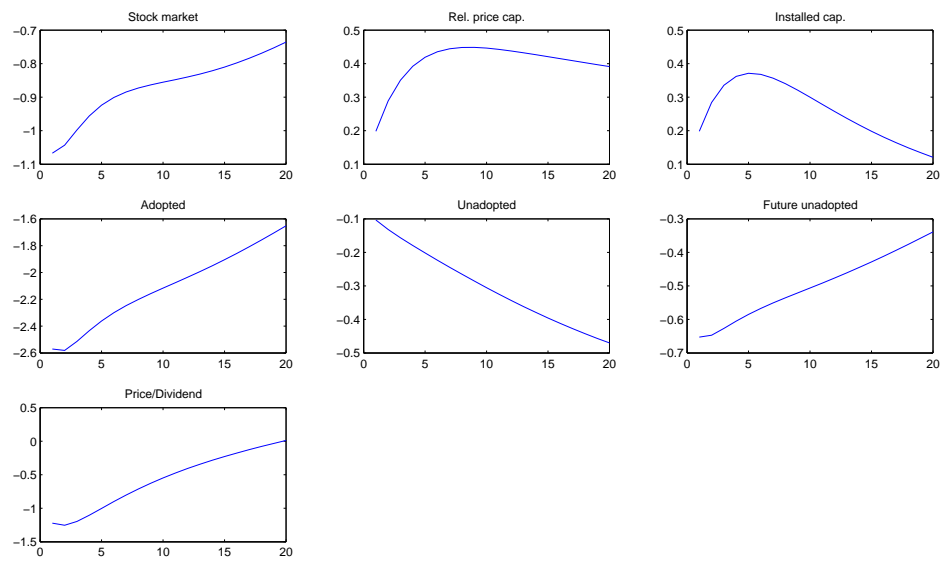 Stock market
−0.7
−0.8
−0.9
−1
−1.1
0 5 10 15 20
Rel. price cap.
0.5
0.4
0.3
0.2
0.1
0 5 10 15 20
Installed cap.
0.5
0.4
0.3
0.2
0.1
0 5 10 15 20
Adopted
−1.6
−1.8
−2
−2.2
−2.4
−2.6
0 5 10 15 20
Unadopted
−0.1
−0.2
−0.3
−0.4
−0.5
0 5 10 15 20
Future unadopted
−0.3
−0.4
−0.5
−0.6
−0.7
0 5 10 15 20
Price/Dividend
0.5
0
−0.5
−1
−1.5
0 5 10 15 20